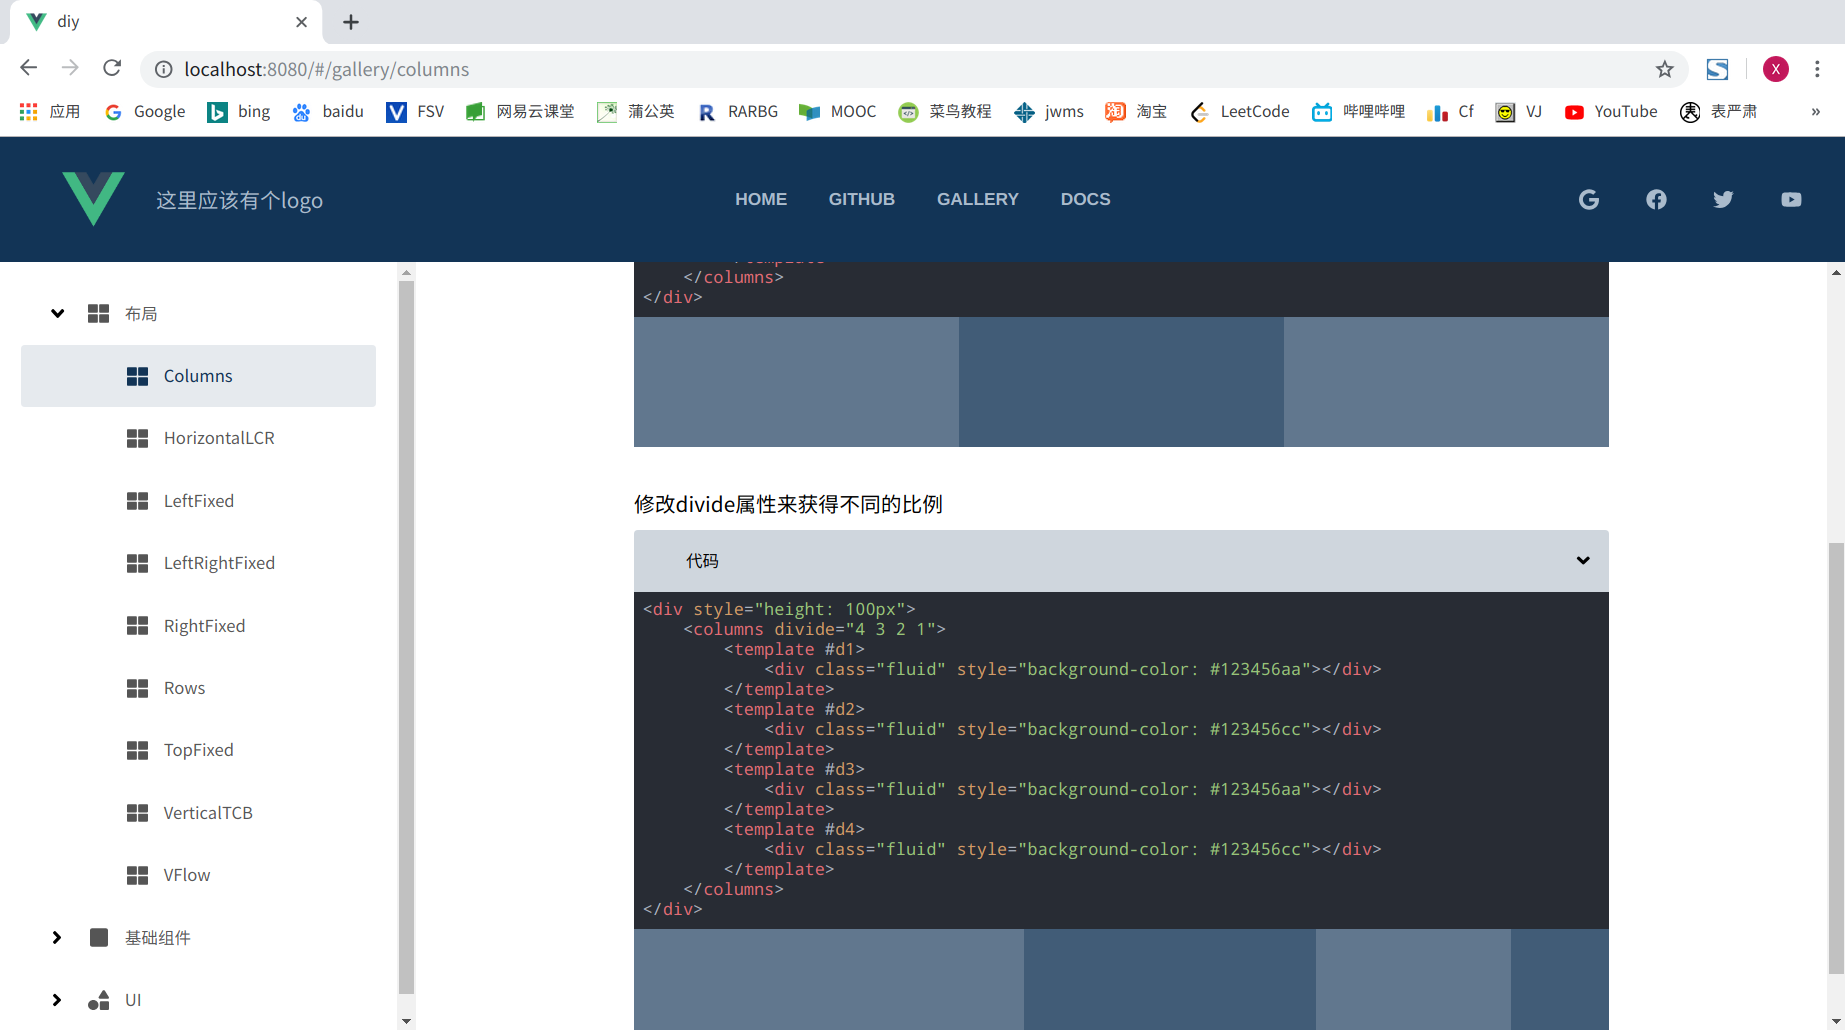 diy
localhost:8080/#/gallery/columns
X
应用 Google bing baidu FSV 网易云课堂 蒲公英 RARBG MOOC 菜鸟教程 jwms 淘宝 LeetCode 哔哩哔哩 Cf VJ YouTube 表严肃 »
这里应该有个logo HOME GITHUB GALLERY DOCS
布局
Columns
HorizontalLCR
LeftFixed
LeftRightFixed
RightFixed
Rows
TopFixed
VerticalTCB
VFlow
基础组件
UI
</columns>
</div>
修改divide属性来获得不同的比例
代码
<div style="height: 100px">
    <columns divide="4 3 2 1">
        <template #d1>
            <div class="fluid" style="background-color: #123456aa"></div>
        </template>
        <template #d2>
            <div class="fluid" style="background-color: #123456cc"></div>
        </template>
        <template #d3>
            <div class="fluid" style="background-color: #123456aa"></div>
        </template>
        <template #d4>
            <div class="fluid" style="background-color: #123456cc"></div>
        </template>
    </columns>
</div>